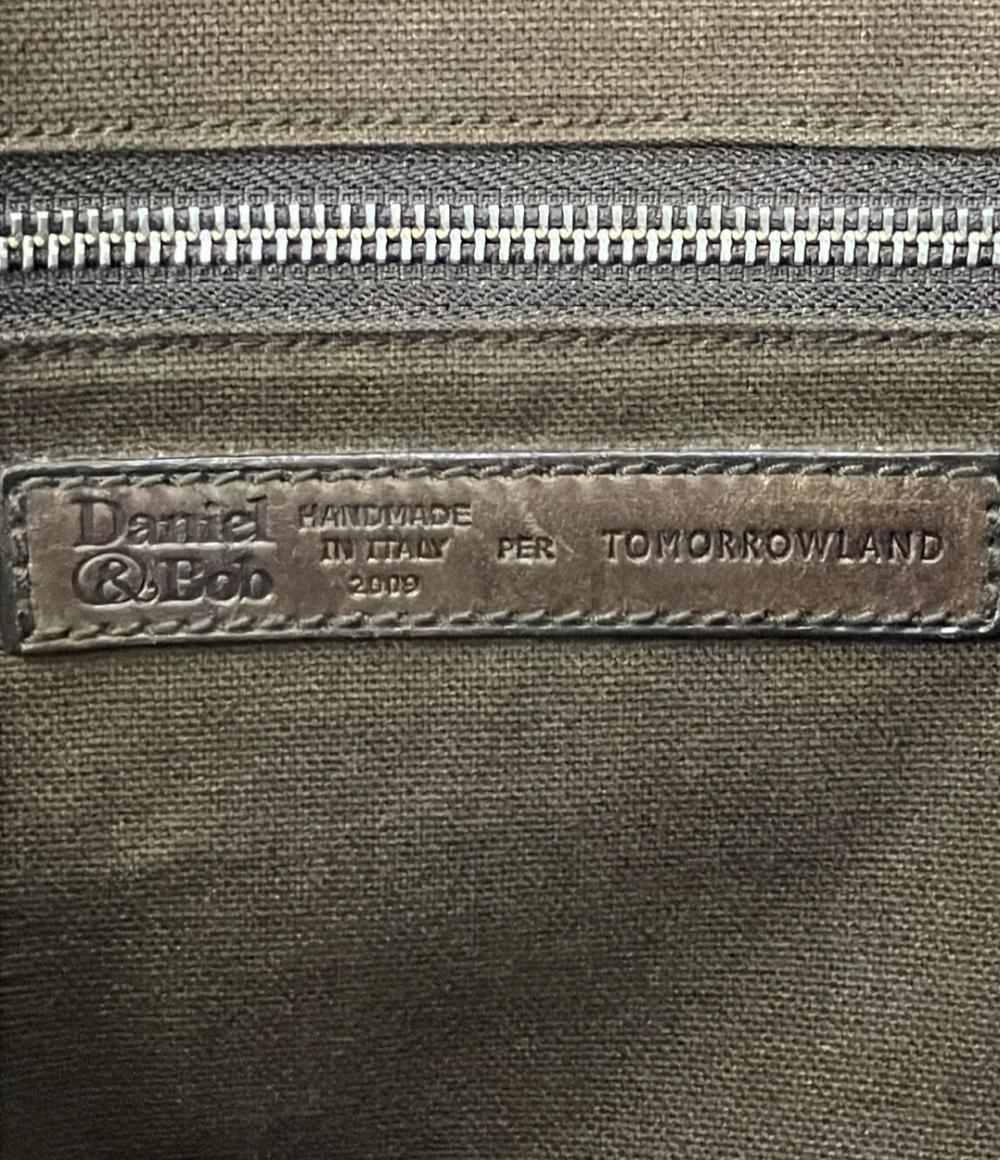 Daniel
& Bob
HANDMADE
IN ITALY
2009
PER
TOMORROWLAND